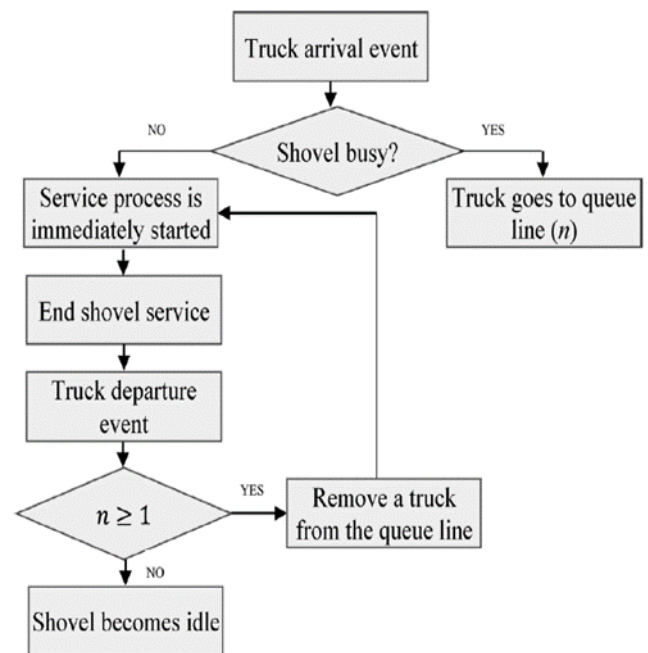 Truck arrival event
NO
YES
Shovel busy?
Service process is
immediately started
Truck goes to queue
line (n)
End shovel service
Truck departure
event
n ≥ 1
YES
Remove a truck
from the queue line
NO
Shovel becomes idle